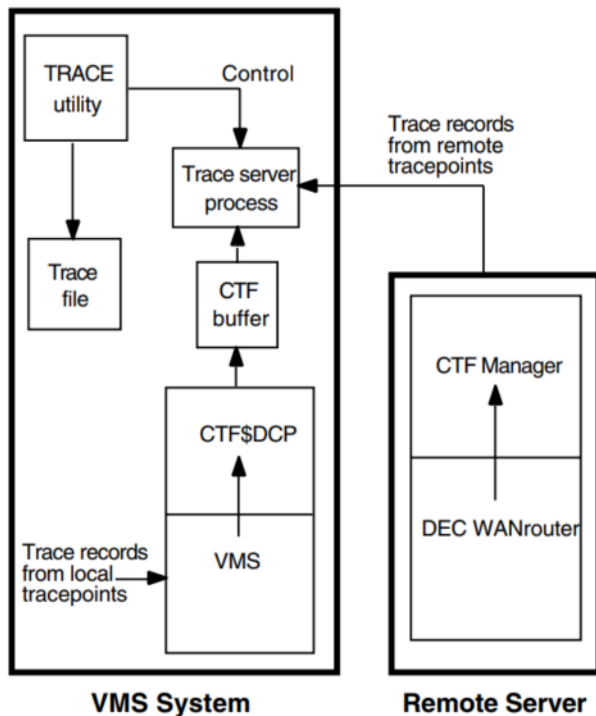 TRACE
utility
Control
Trace records
from remote
tracepoints
Trace server
process
Trace
file
CTF
buffer
CTF Manager
CTF$DCP
DEC WANrouter
Trace records
from local
tracepoints
VMS
VMS System
Remote Server